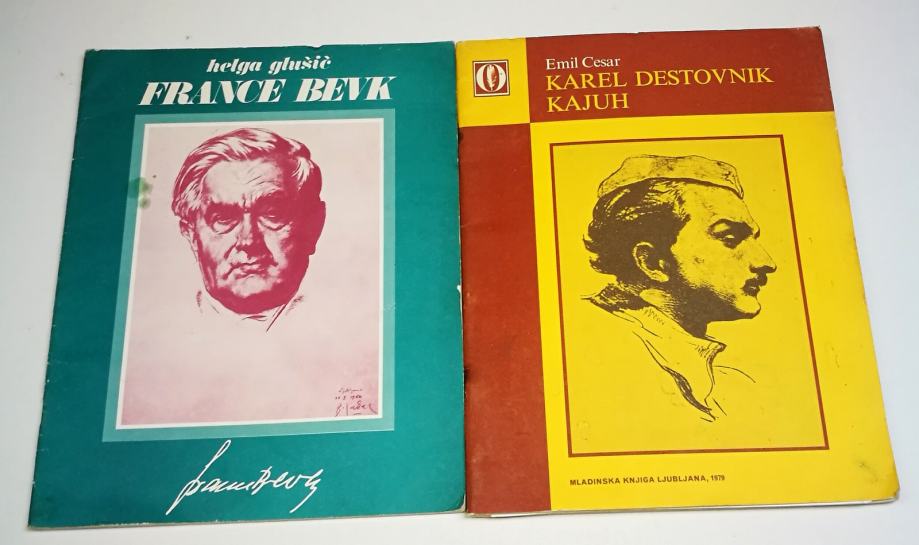 helga glušič
FRANCE BEVK
Emil Cesar
KAREL DESTOVNIK
KAJUH
MLADINSKA KNJIGA LJUBLJANA, 1979